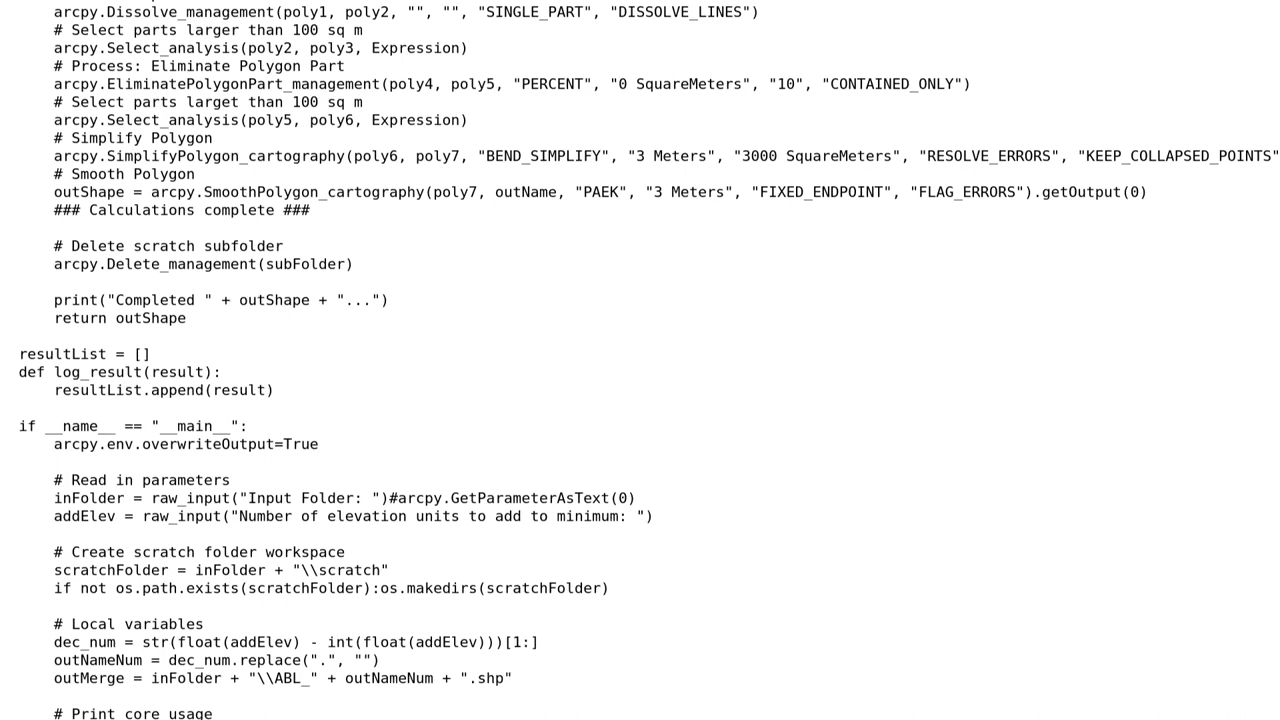 arcpy.Dissolve_management(poly1, poly2, "", "", "SINGLE_PART", "DISSOLVE_LINES")
# Select parts larger than 100 sq m
arcpy.Select_analysis(poly2, poly3, Expression)
# Process: Eliminate Polygon Part
arcpy.EliminatePolygonPart_management(poly4, poly5, "PERCENT", "0 SquareMeters", "10", "CONTAINED_ONLY")
# Select parts larget than 100 sq m
arcpy.Select_analysis(poly5, poly6, Expression)
# Simplify Polygon
arcpy.SimplifyPolygon_cartography(poly6, poly7, "BEND_SIMPLIFY", "3 Meters", "3000 SquareMeters", "RESOLVE_ERRORS", "KEEP_COLLAPSED_POINTS"
# Smooth Polygon
outShape = arcpy.SmoothPolygon_cartography(poly7, outName, "PAEK", "3 Meters", "FIXED_ENDPOINT", "FLAG_ERRORS").getOutput(0)
### Calculations complete ###
# Delete scratch subfolder
arcpy.Delete_management(subFolder)
print("Completed " + outShape + "...")
return outShape
resultList = []
def log_result(result):
resultList.append(result)
if __name__ == "__main__":
arcpy.env.overwriteOutput=True
# Read in parameters
inFolder = raw_input("Input Folder: ")#arcpy.GetParameterAsText(0)
addElev = raw_input("Number of elevation units to add to minimum: ")
# Create scratch folder workspace
scratchFolder = inFolder + "\\scratch"
if not os.path.exists(scratchFolder):os.makedirs(scratchFolder)
# Local variables
dec_num = str(float(addElev) - int(float(addElev)))[1:]
outNameNum = dec_num.replace(".", "")
outMerge = inFolder + "\\ABL_" + outNameNum + ".shp"
# Print core usage